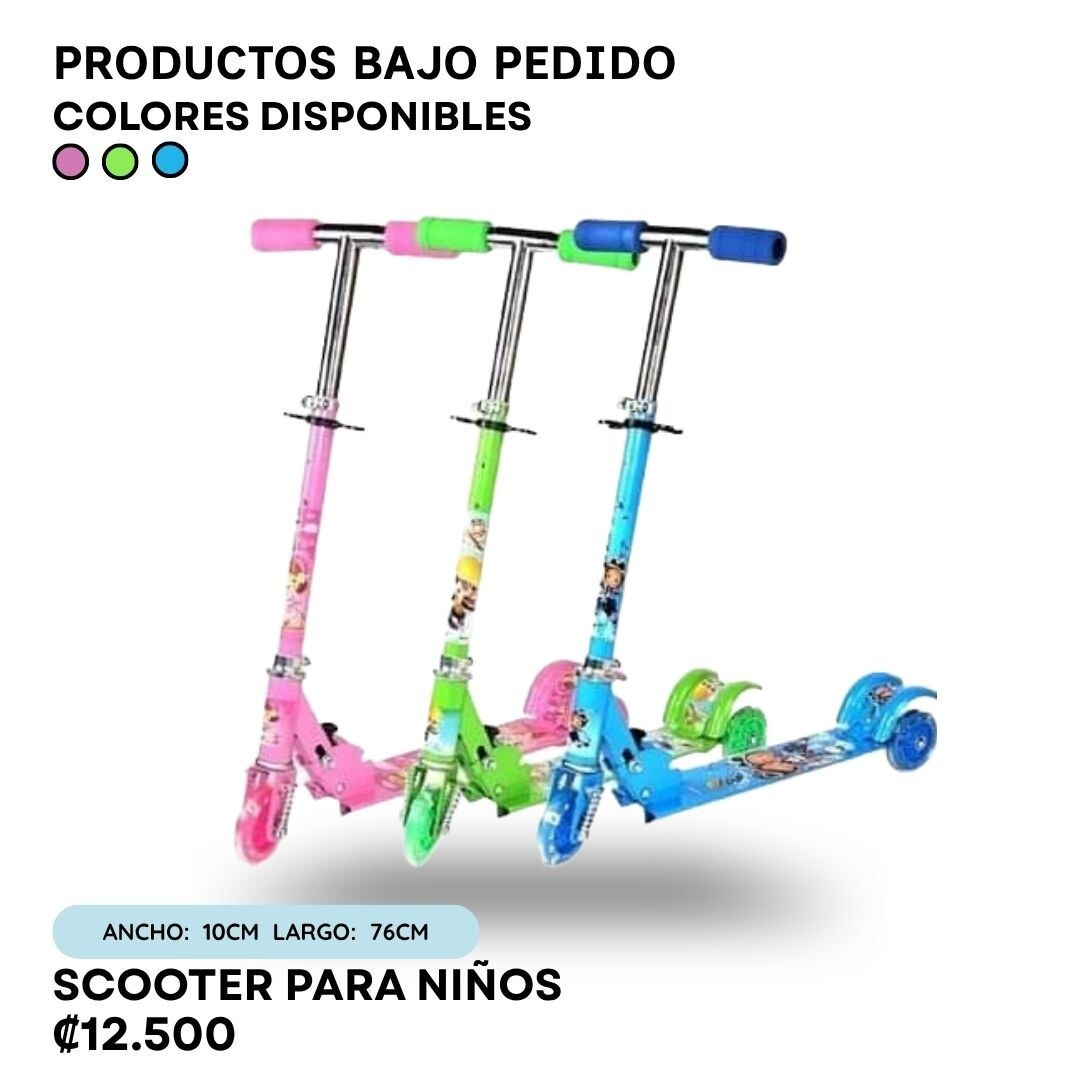 PRODUCTOS BAJO PEDIDO
COLORES DISPONIBLES
ANCHO: 10CM LARGO: 76CM
SCOOTER PARA NIÑOS
₡12.500